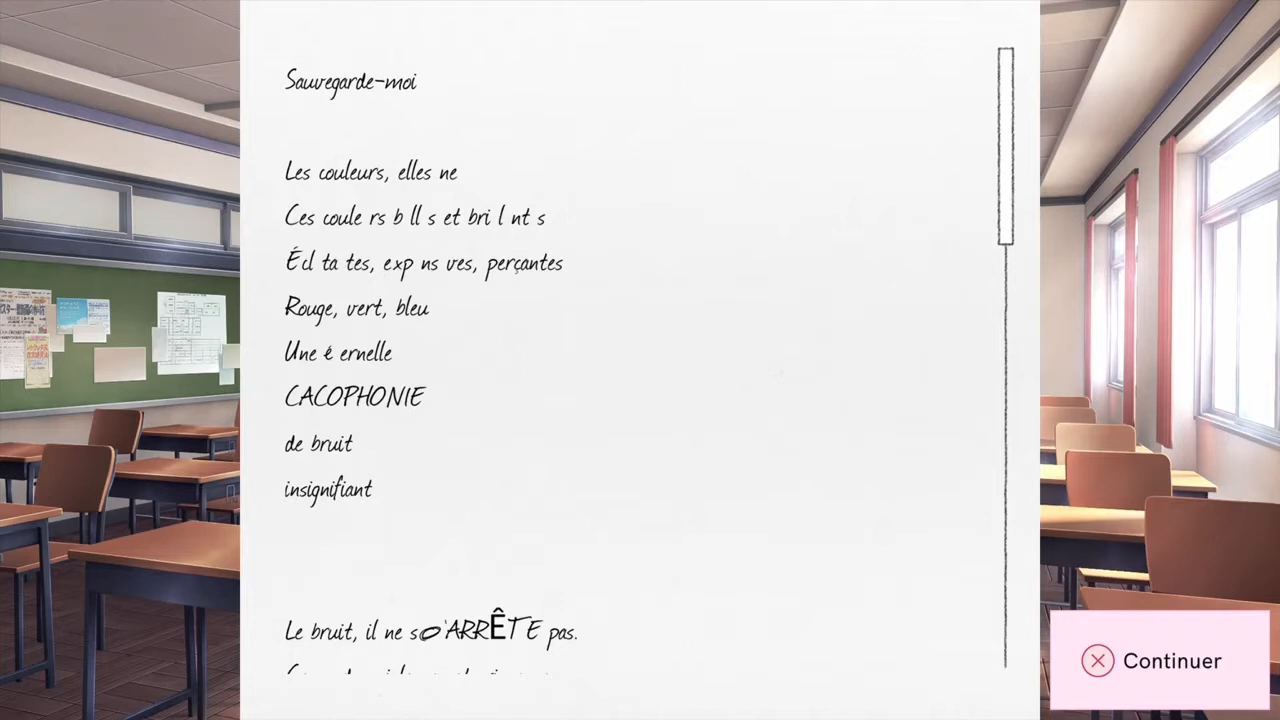 Sauvegarde-moi
Les couleurs, elles ne
Ces coule rs b ll s et bri l nt s
Écl ta tes, exp ns ves, perçantes
Rouge, vert, bleu
Une é ernelle
CACOPHONIE
de bruit
insignifiant
Le bruit, il ne s'ARRÊTE pas.
Continuer